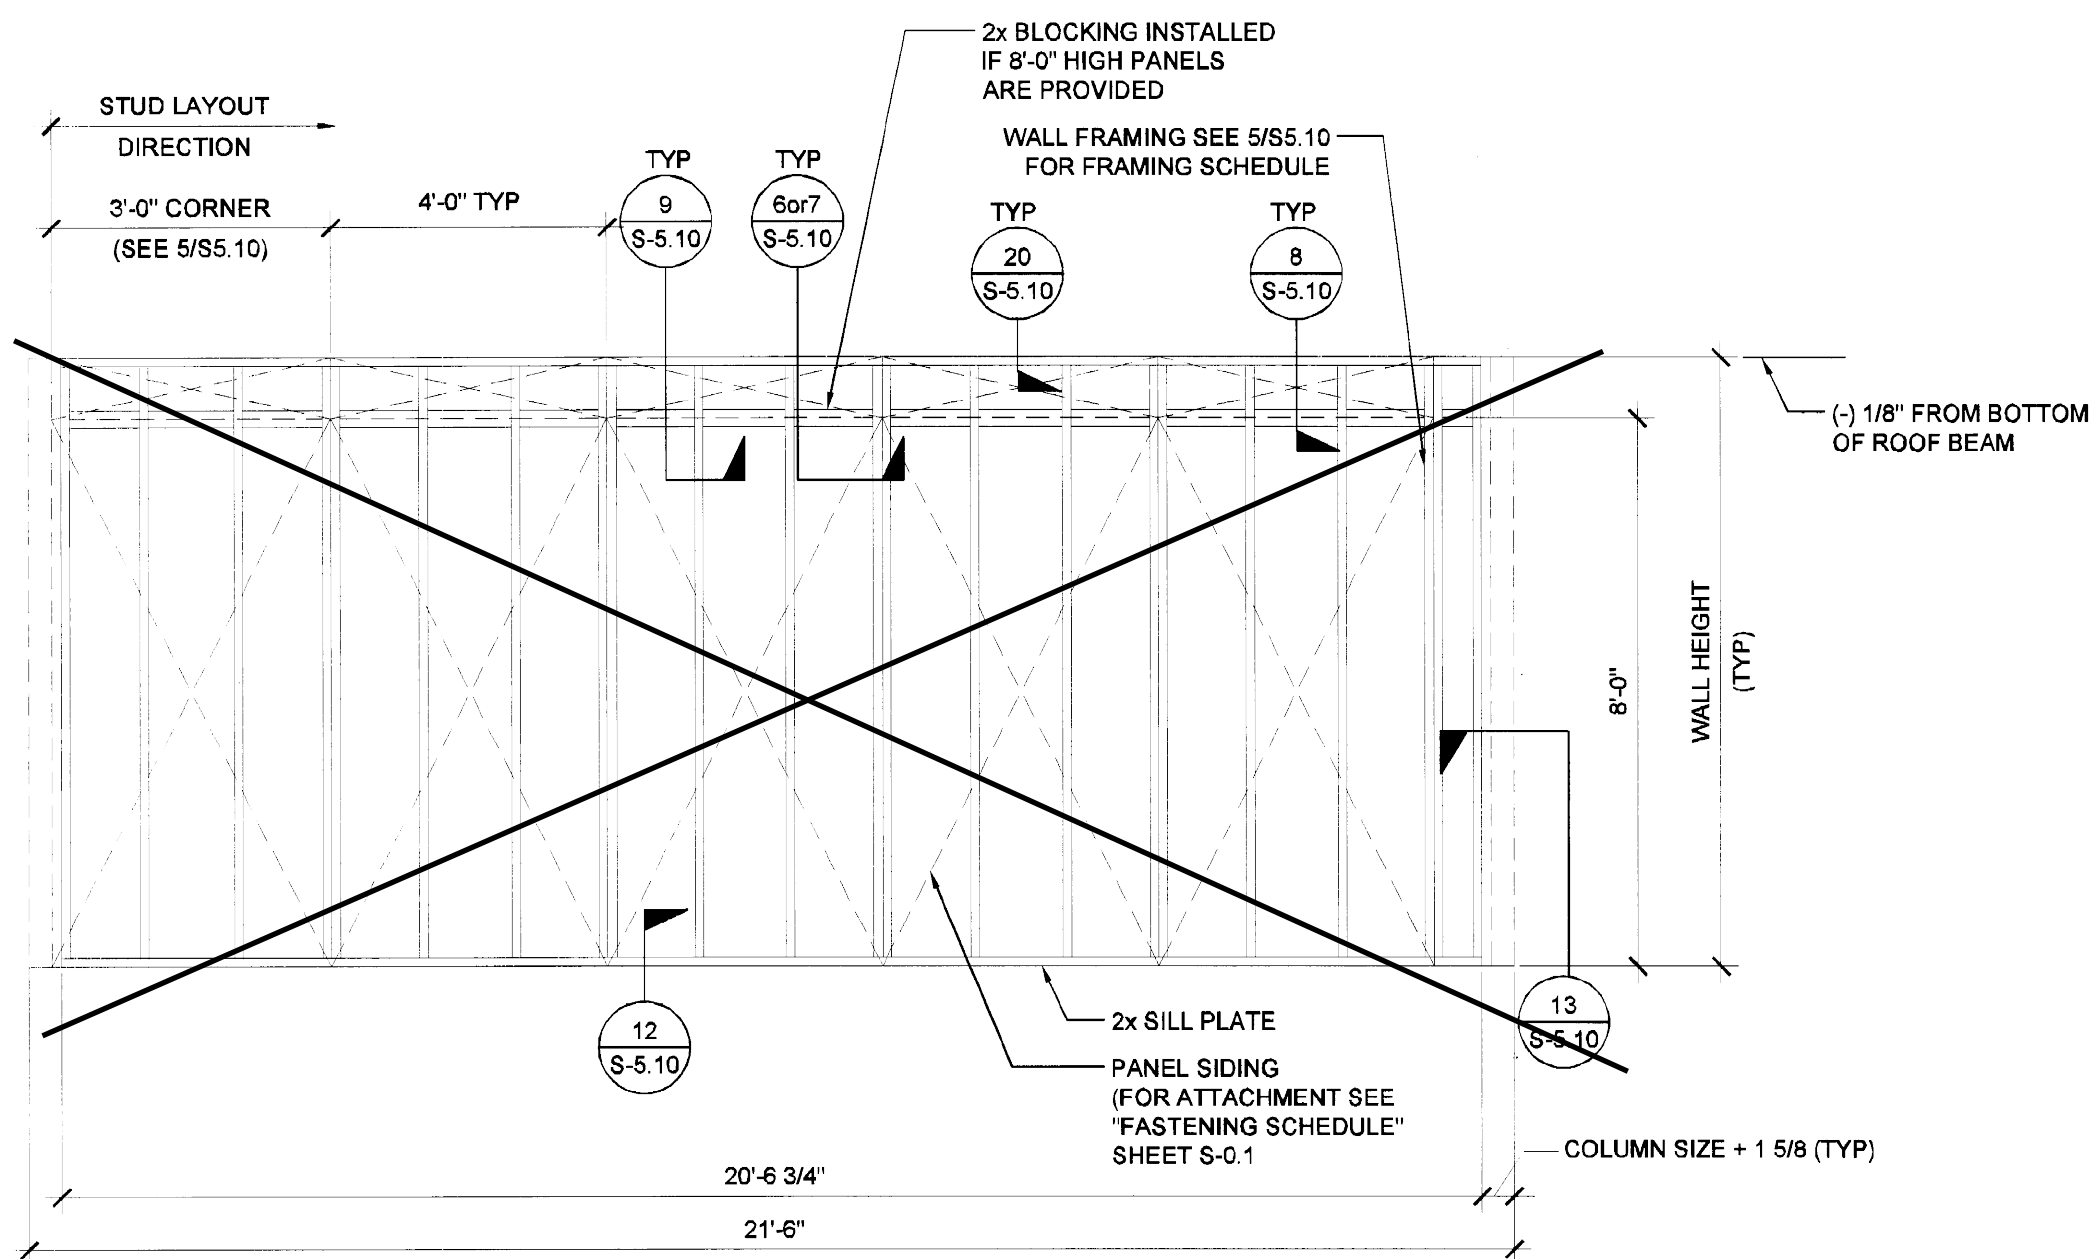 2x BLOCKING INSTALLED
IF 8'-0" HIGH PANELS
ARE PROVIDED
STUD LAYOUT
DIRECTION
WALL FRAMING SEE 5/S5.10
FOR FRAMING SCHEDULE
3'-0" CORNER
(SEE 5/S5.10)
4'-0" TYP
TYP
9
S-5.10
TYP
6or7
S-5.10
TYP
20
S-5.10
TYP
8
S-5.10
(-) 1/8" FROM BOTTOM
OF ROOF BEAM
8'-0"
WALL HEIGHT
(TYP)
12
S-5.10
13
S-5.10
2x SILL PLATE
PANEL SIDING
(FOR ATTACHMENT SEE
"FASTENING SCHEDULE"
SHEET S-0.1
COLUMN SIZE + 1 5/8 (TYP)
20'-6 3/4"
21'-6"